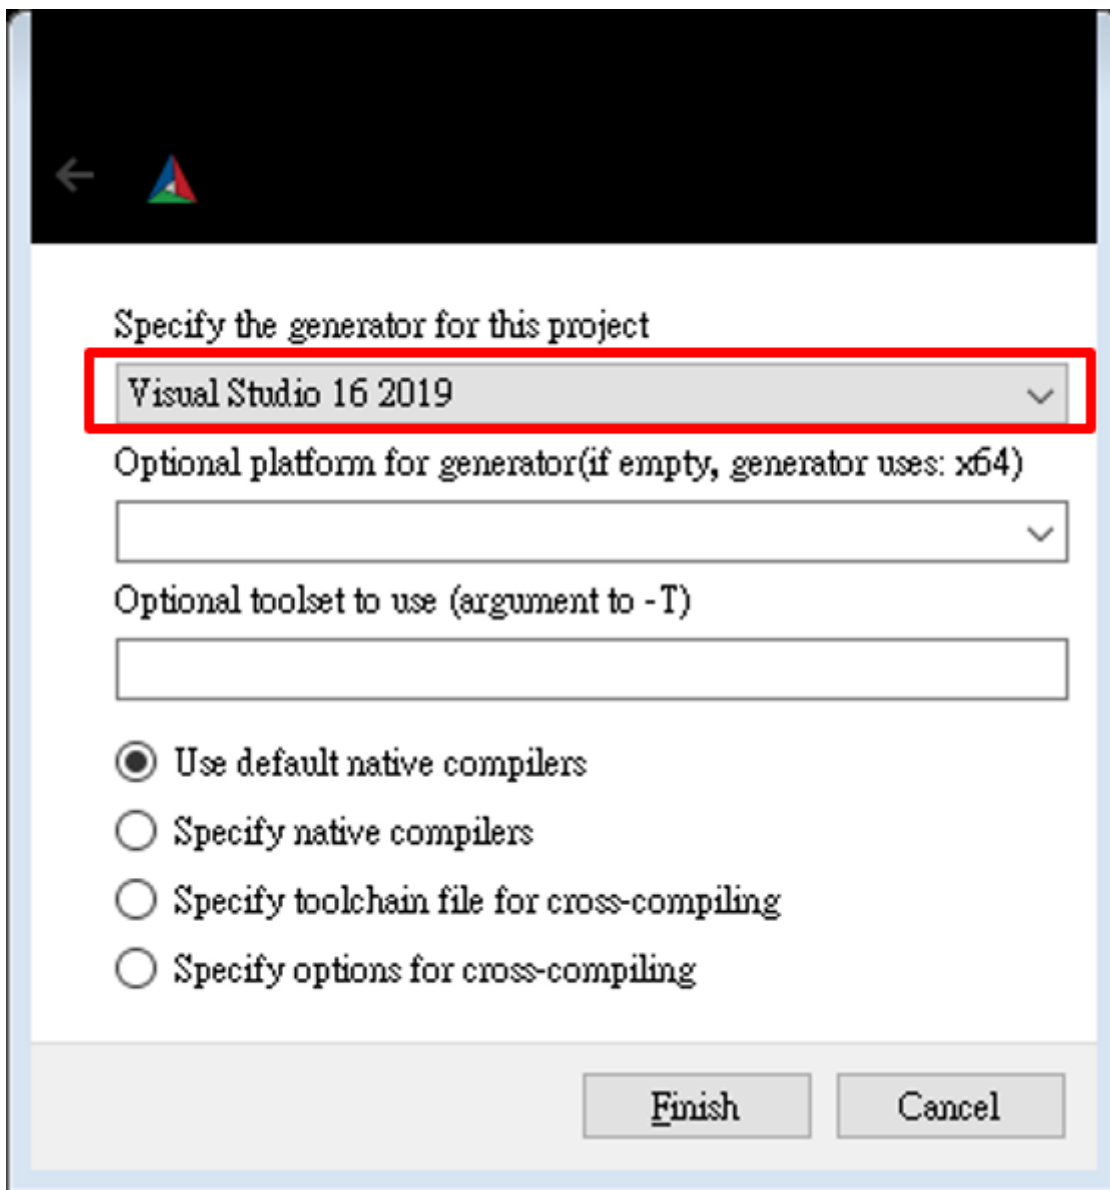 Specify the generator for this project
Visual Studio 16 2019
Optional platform for generator(if empty, generator uses: x64)
Optional toolset to use (argument to -T)
Use default native compilers
Specify native compilers
Specify toolchain file for cross-compiling
Specify options for cross-compiling
Finish
Cancel